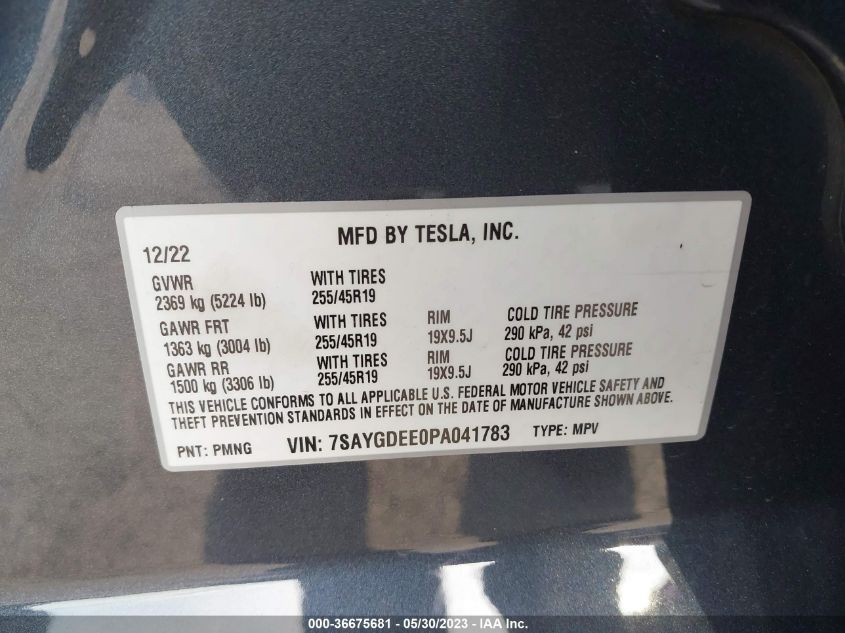 MFD BY TESLA, INC.
12/22
GVWR
2369 kg (5224 lb)
WITH TIRES
255/45R19
GAWR FRT
1363 kg (3004 lb)
WITH TIRES
255/45R19
RIM
19X9.5J
COLD TIRE PRESSURE
290 kPa, 42 psi
GAWR RR
1500 kg (3306 lb)
WITH TIRES
255/45R19
RIM
19X9.5J
COLD TIRE PRESSURE
290 kPa, 42 psi
THIS VEHICLE CONFORMS TO ALL APPLICABLE U.S. FEDERAL MOTOR VEHICLE SAFETY AND
THEFT PREVENTION STANDARDS IN EFFECT ON THE DATE OF MANUFACTURE SHOWN ABOVE.
PNT: PMNG VIN: 7SAYGDEE0PA041783 TYPE: MPV
000-36675681 - 05/30/2023 - IAA Inc.